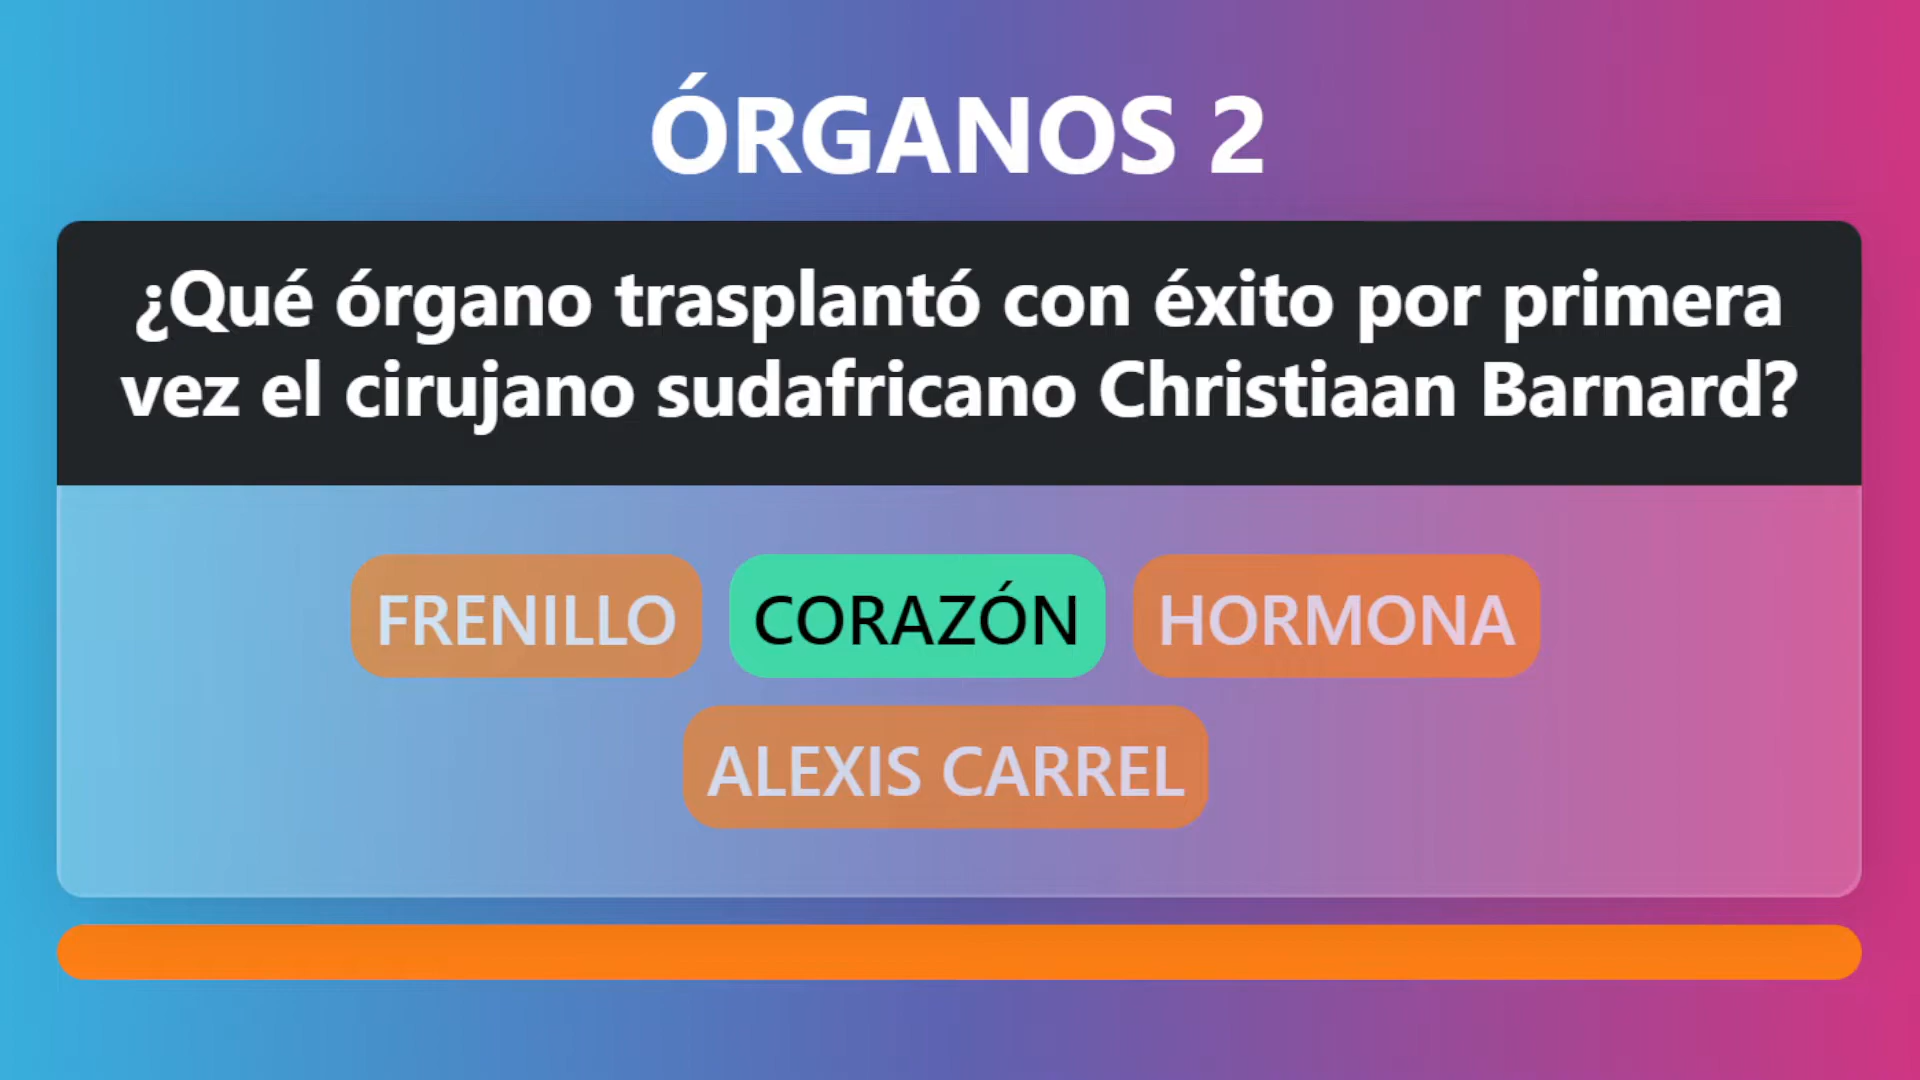 ÓRGANOS 2
¿Qué órgano trasplantó con éxito por primera
vez el cirujano sudafricano Christiaan Barnard?
FRENILLO CORAZÓN HORMONA
ALEXIS CARREL